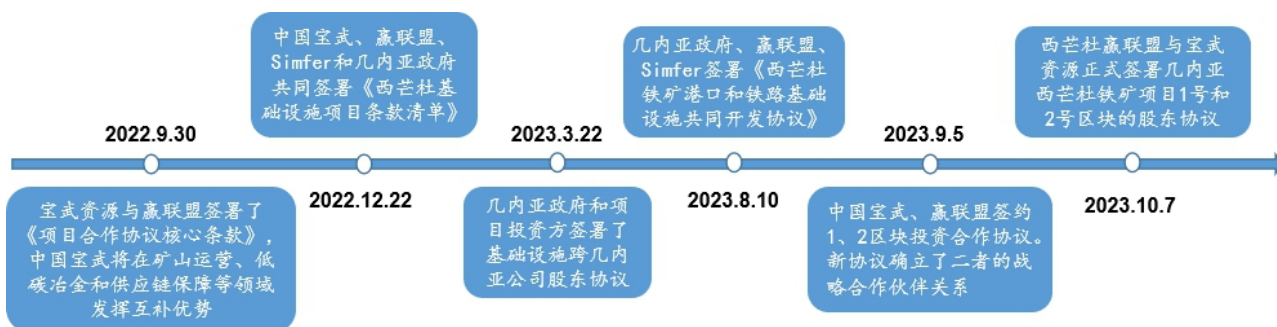 中国宝武、赢联盟、
Simfer和几内亚政府
共同签署《西芒杜基
础设施项目条款清单》
几内亚政府、赢联盟、
Simfer签署《西芒杜
铁矿港口和铁路基础
设施共同开发协议》
西芒杜赢联盟与宝武
资源正式签署几内亚
西芒杜铁矿项目1号和
2号区块的股东协议
2022.9.30
2023.3.22
2023.9.5
2022.12.22
2023.8.10
2023.10.7
宝武资源与赢联盟签署了
《项目合作协议核心条款》,
中国宝武将在矿山运营、低
碳冶金和供应链保障等领域
发挥互补优势
几内亚政府和项
目投资方签署了
基础设施跨几内
亚公司股东协议
中国宝武、赢联盟签约
1、2区块投资合作协议。
新协议确立了二者的战
略合作伙伴关系